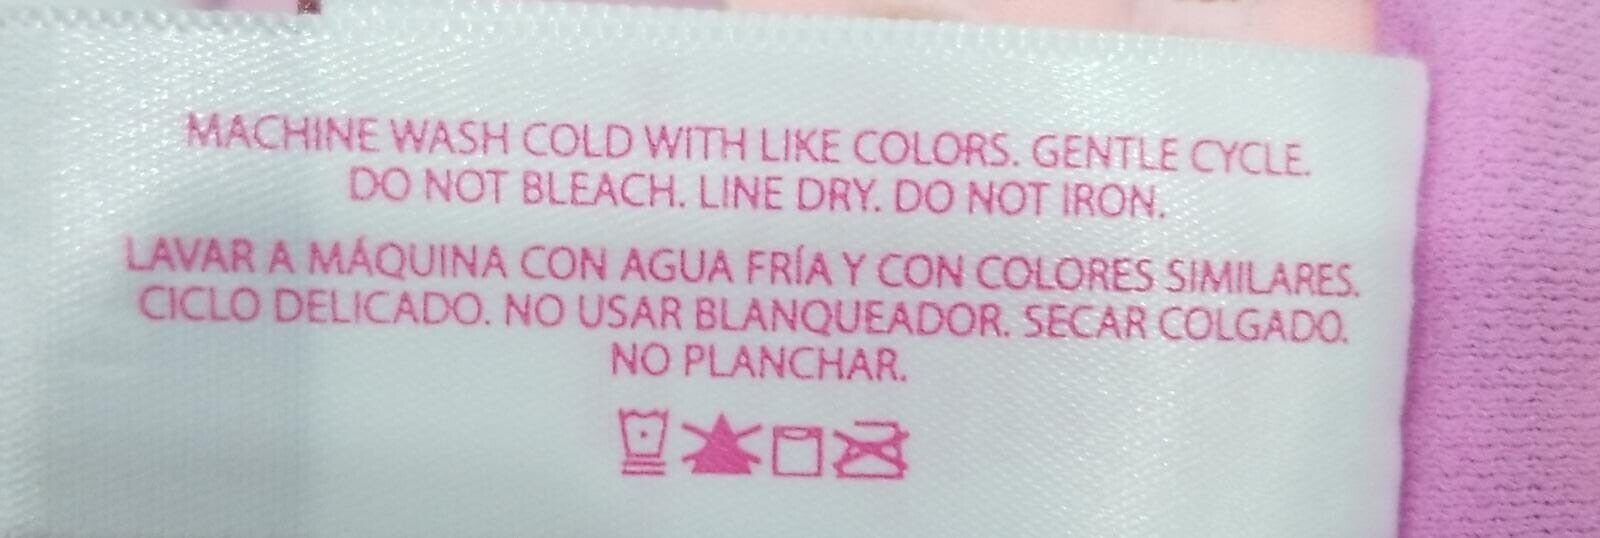 MACHINE WASH COLD WITH LIKE COLORS. GENTLE CYCLE.
DO NOT BLEACH. LINE DRY. DO NOT IRON.
LAVAR A MÁQUINA CON AGUA FRÍA Y CON COLORES SIMILARES.
CICLO DELICADO. NO USAR BLANQUEADOR. SECAR COLGADO.
NO PLANCHAR.